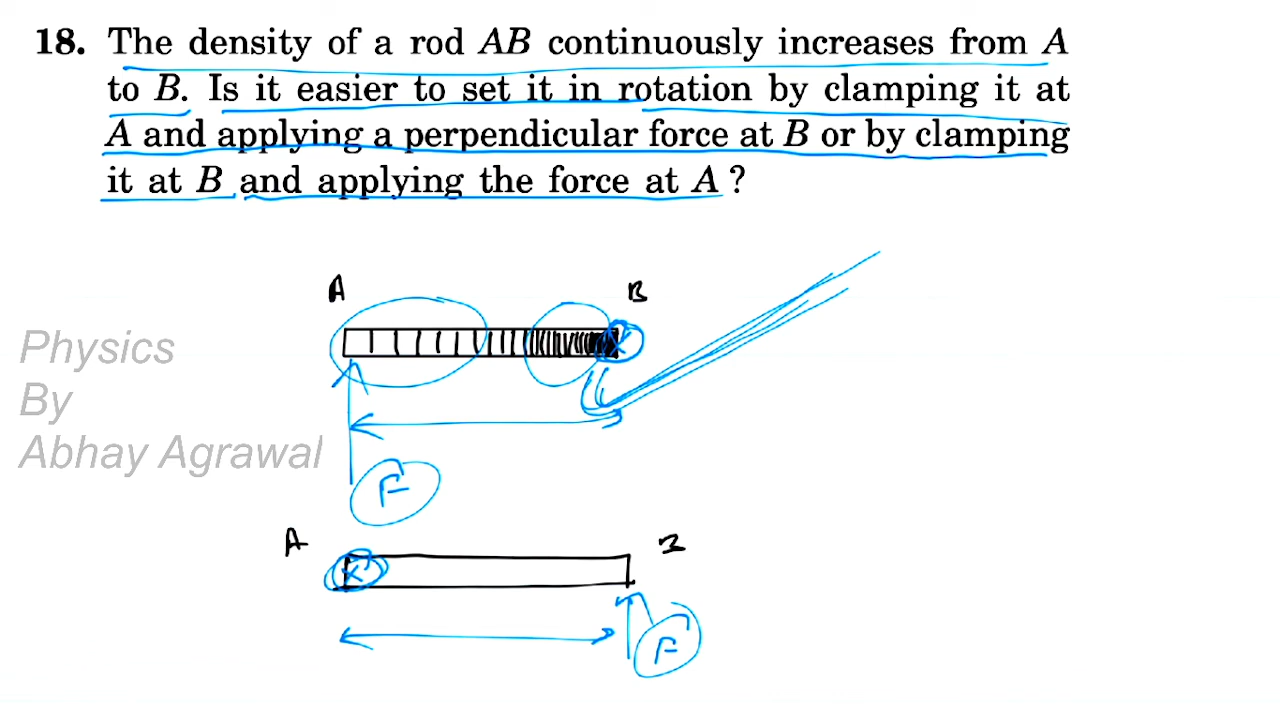 18. The density of a rod AB continuously increases from A
to B. Is it easier to set it in rotation by clamping it at
A and applying a perpendicular force at B or by clamping
it at B and applying the force at A ?
A B
Physics
By
Abhay Agrawal
F
A
F